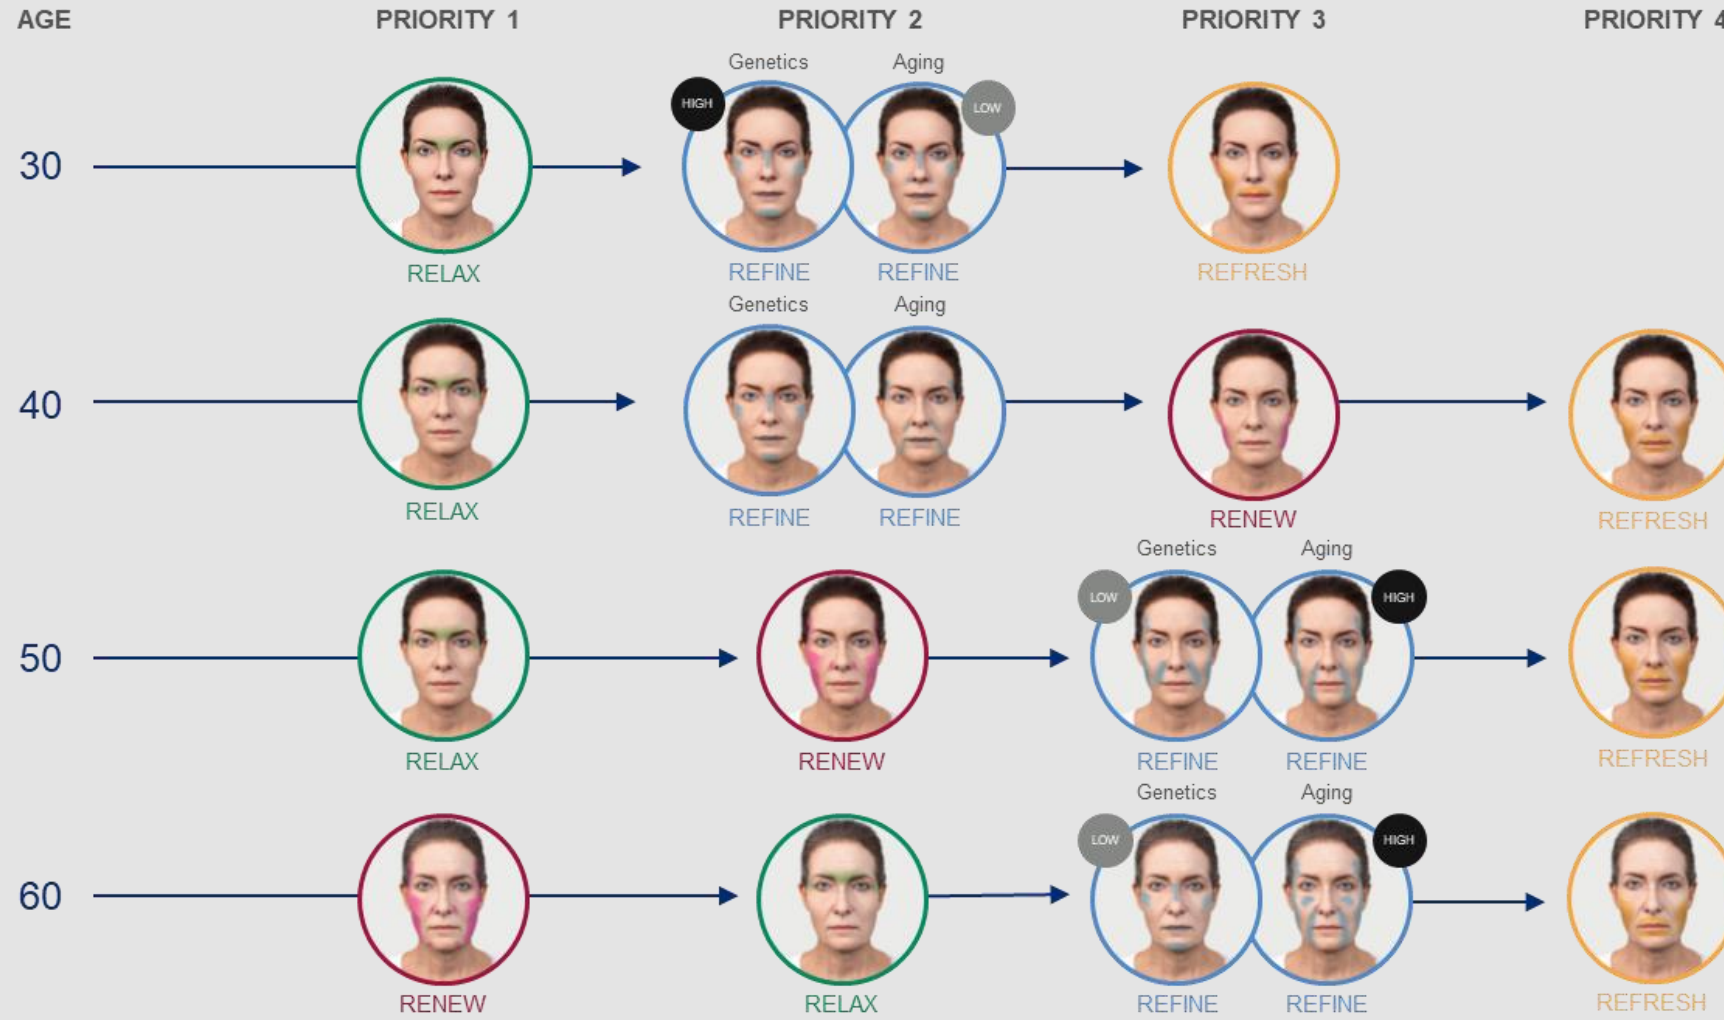 AGE PRIORITY 1 PRIORITY 2 PRIORITY 3 PRIORITY 4
Genetics Aging
HIGH LOW
30
RELAX REFINE REFINE REFRESH
Genetics Aging
40
RELAX REFINE REFINE RENEW REFRESH
Genetics Aging
LOW HIGH
50
RELAX RENEW REFINE REFINE REFRESH
Genetics Aging
LOW HIGH
60
RENEW RELAX REFINE REFINE REFRESH